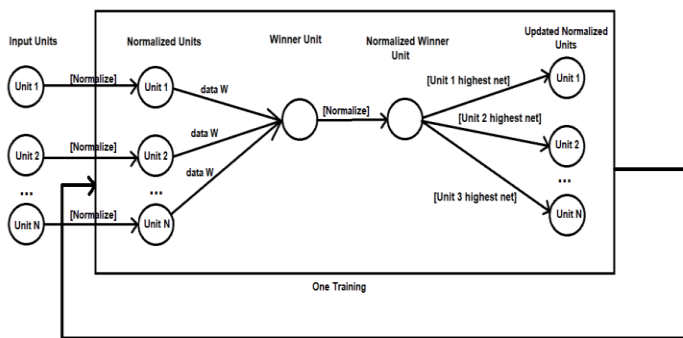 Input Units
Normalized Units
Winner Unit
Normalized Winner
Unit
Updated Normalized
Units
Unit 1
[Normalize]
Unit 1
data W
[Unit 1 highest net]
Unit 1
[Normalize]
[Unit 2 highest net]
Unit 2
[Normalize]
Unit 2
data W
Unit 2
...
...
data W
...
[Unit 3 highest net]
Unit N
[Normalize]
Unit N
Unit N
One Training